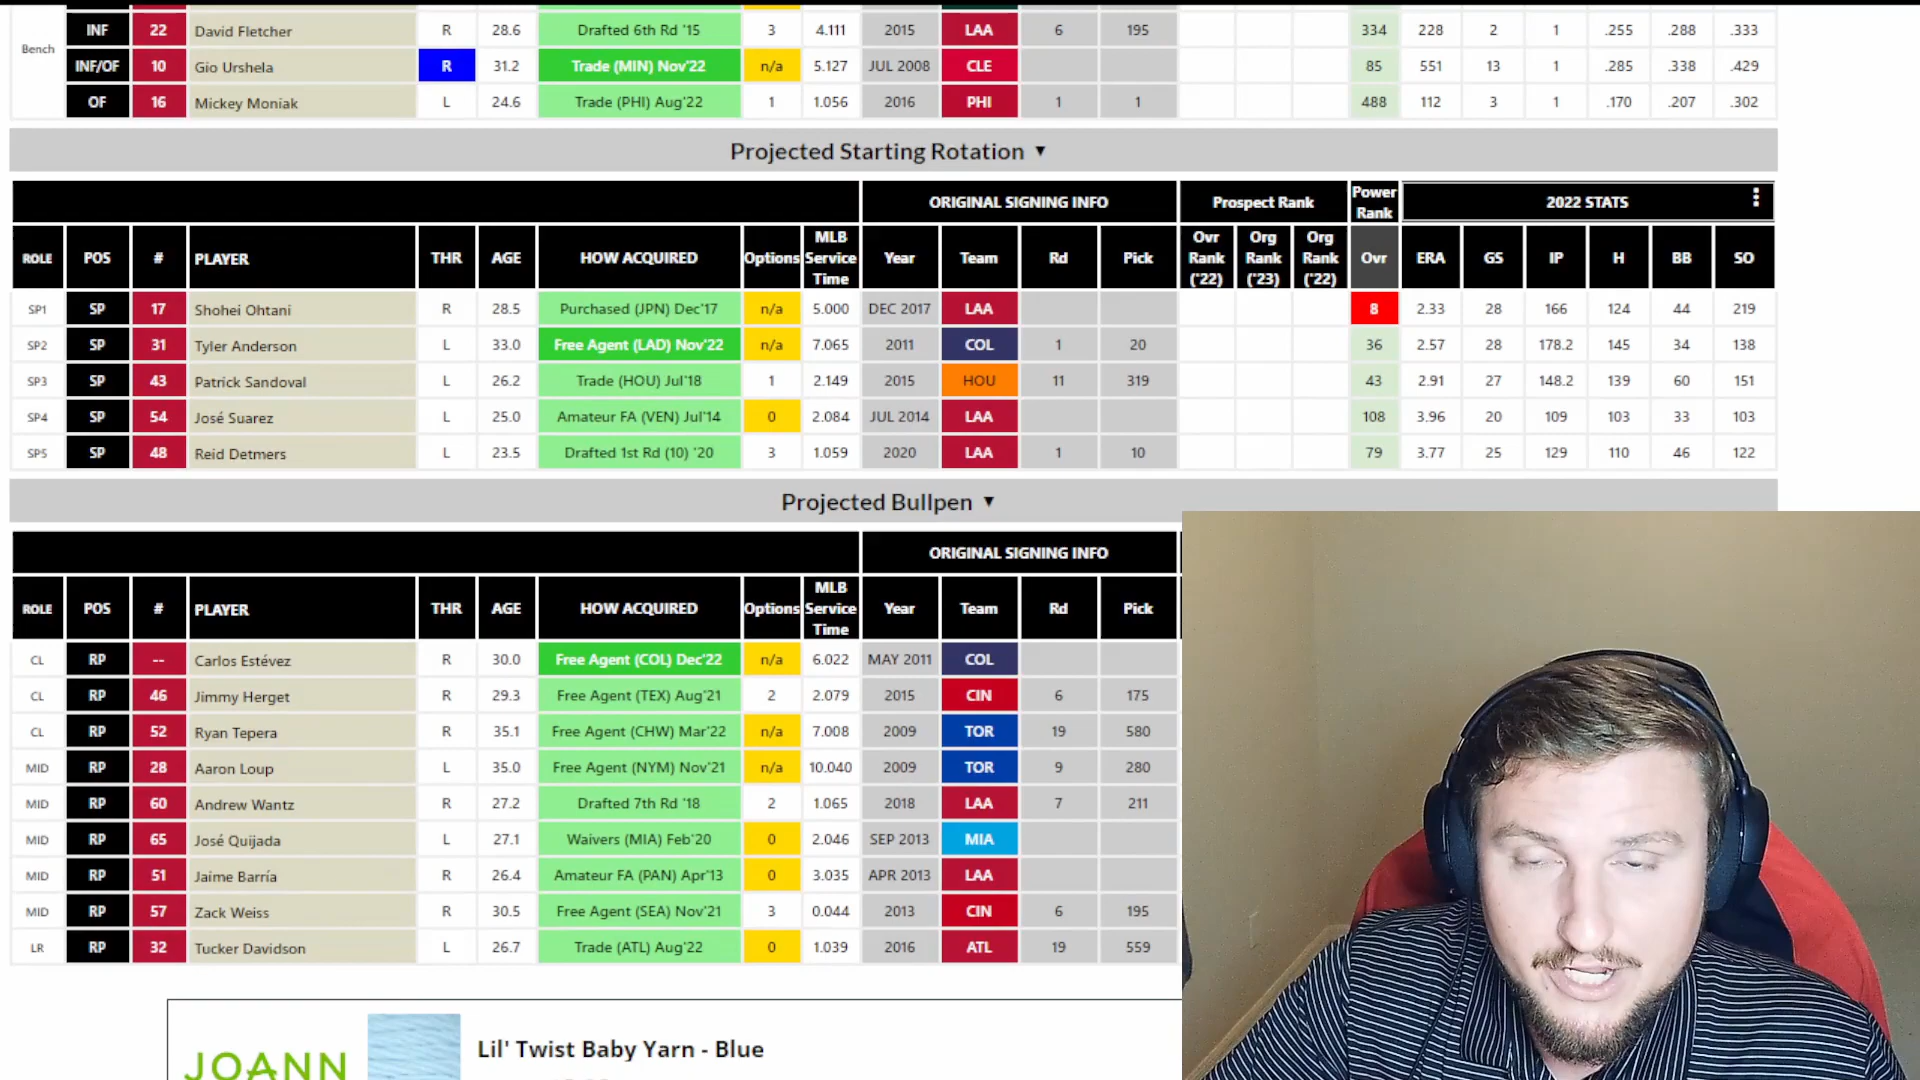 Bench
INF 22 David Fletcher R 28.6 Drafted 6th Rd '15 3 4.111 2015 LAA 6 195 334 228 2 1 .255 .288 .333
INF/OF 10 Gio Urshela R 31.2 Trade (MIN) Nov'22 n/a 5.127 JUL 2008 CLE 85 551 13 1 .285 .338 .429
OF 16 Mickey Moniak L 24.6 Trade (PHI) Aug'22 1 1.056 2016 PHI 1 1 488 112 3 1 .170 .207 .302
Projected Starting Rotation ▼
ORIGINAL SIGNING INFO Prospect Rank Power Rank 2022 STATS
ROLE POS # PLAYER THR AGE HOW ACQUIRED Options MLB Service Time Year Team Rd Pick Ovr Rank ('22) Org Rank ('23) Org Rank ('22) Ovr ERA GS IP H BB SO
SP1 SP 17 Shohei Ohtani R 28.5 Purchased (JPN) Dec'17 n/a 5.000 DEC 2017 LAA 8 2.33 28 166 124 44 219
SP2 SP 31 Tyler Anderson L 33.0 Free Agent (LAD) Nov'22 n/a 7.065 2011 COL 1 20 36 2.57 28 178.2 145 34 138
SP3 SP 43 Patrick Sandoval L 26.2 Trade (HOU) Jul'18 1 2.149 2015 HOU 11 319 43 2.91 27 148.2 139 60 151
SP4 SP 54 José Suarez L 25.0 Amateur FA (VEN) Jul'14 0 2.084 JUL 2014 LAA 108 3.96 20 109 103 33 103
SP5 SP 48 Reid Detmers L 23.5 Drafted 1st Rd (10) '20 3 1.059 2020 LAA 1 10 79 3.77 25 129 110 46 122
Projected Bullpen ▼
ORIGINAL SIGNING INFO
ROLE POS # PLAYER THR AGE HOW ACQUIRED Options MLB Service Time Year Team Rd Pick
CL RP -- Carlos Estévez R 30.0 Free Agent (COL) Dec'22 n/a 6.022 MAY 2011 COL
CL RP 46 Jimmy Herget R 29.3 Free Agent (TEX) Aug'21 2 2.079 2015 CIN 6 175
CL RP 52 Ryan Tepera R 35.1 Free Agent (CHW) Mar'22 n/a 7.008 2009 TOR 19 580
MID RP 28 Aaron Loup L 35.0 Free Agent (NYM) Nov'21 n/a 10.040 2009 TOR 9 280
MID RP 60 Andrew Wantz R 27.2 Drafted 7th Rd '18 2 1.065 2018 LAA 7 211
MID RP 65 José Quijada L 27.1 Waivers (MIA) Feb'20 0 2.046 SEP 2013 MIA
MID RP 51 Jaime Barría R 26.4 Amateur FA (PAN) Apr'13 0 3.035 APR 2013 LAA
MID RP 57 Zack Weiss R 30.5 Free Agent (SEA) Nov'21 3 0.044 2013 CIN 6 195
LR RP 32 Tucker Davidson L 26.7 Trade (ATL) Aug'22 0 1.039 2016 ATL 19 559
JOANN Lil' Twist Baby Yarn - Blue